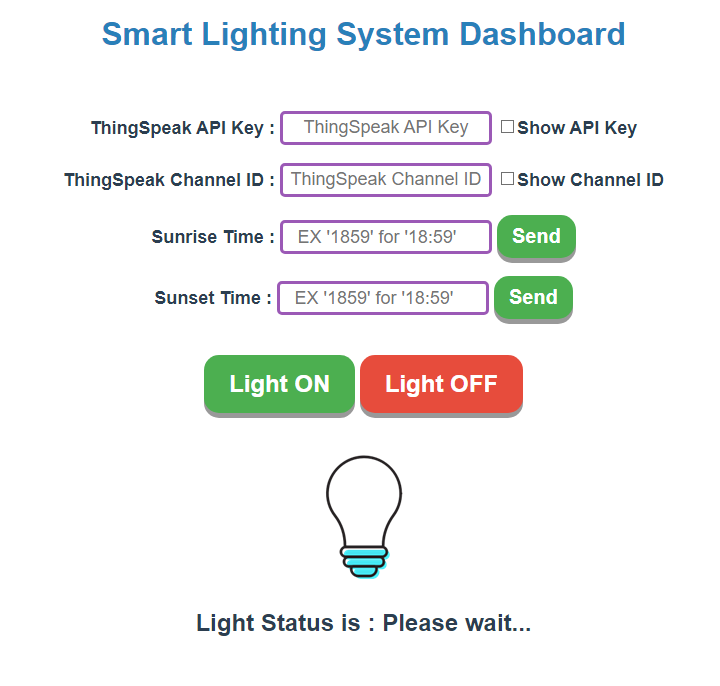 Smart Lighting System Dashboard
ThingSpeak API Key : ThingSpeak API Key Show API Key
ThingSpeak Channel ID : ThingSpeak Channel ID Show Channel ID
Sunrise Time : EX '1859' for '18:59' Send
Sunset Time : EX '1859' for '18:59' Send
Light ON Light OFF
Light Status is : Please wait...